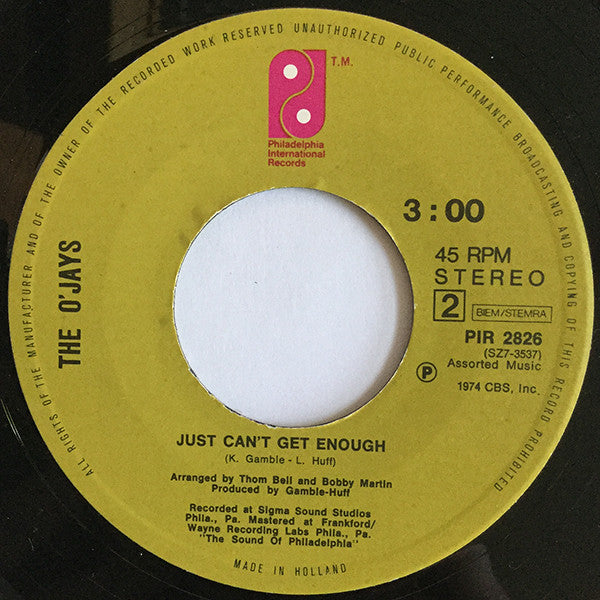 ALL RIGHTS OF THE MANUFACTURER AND OF THE OWNER OF THE RECORDED WORK RESERVED UNAUTHORIZED PUBLIC PERFORMANCE BROADCASTING AND COPYING OF THIS RECORD PROHIBITED
T.M.
Philadelphia
International
Records
THE O'JAYS
3:00
45 RPM
STEREO
2 BIEM/STEMRA
PIR 2826
(SZ7-3537)
Assorted Music
Ⓟ 1974 CBS, Inc.
JUST CAN'T GET ENOUGH
(K. Gamble - L. Huff)
Arranged by Thom Bell and Bobby Martin
Produced by Gamble-Huff
Recorded at Sigma Sound Studios
Phila., Pa. Mastered at Frankford/
Wayne Recording Labs Phila., Pa.
"The Sound Of Philadelphia"
MADE IN HOLLAND